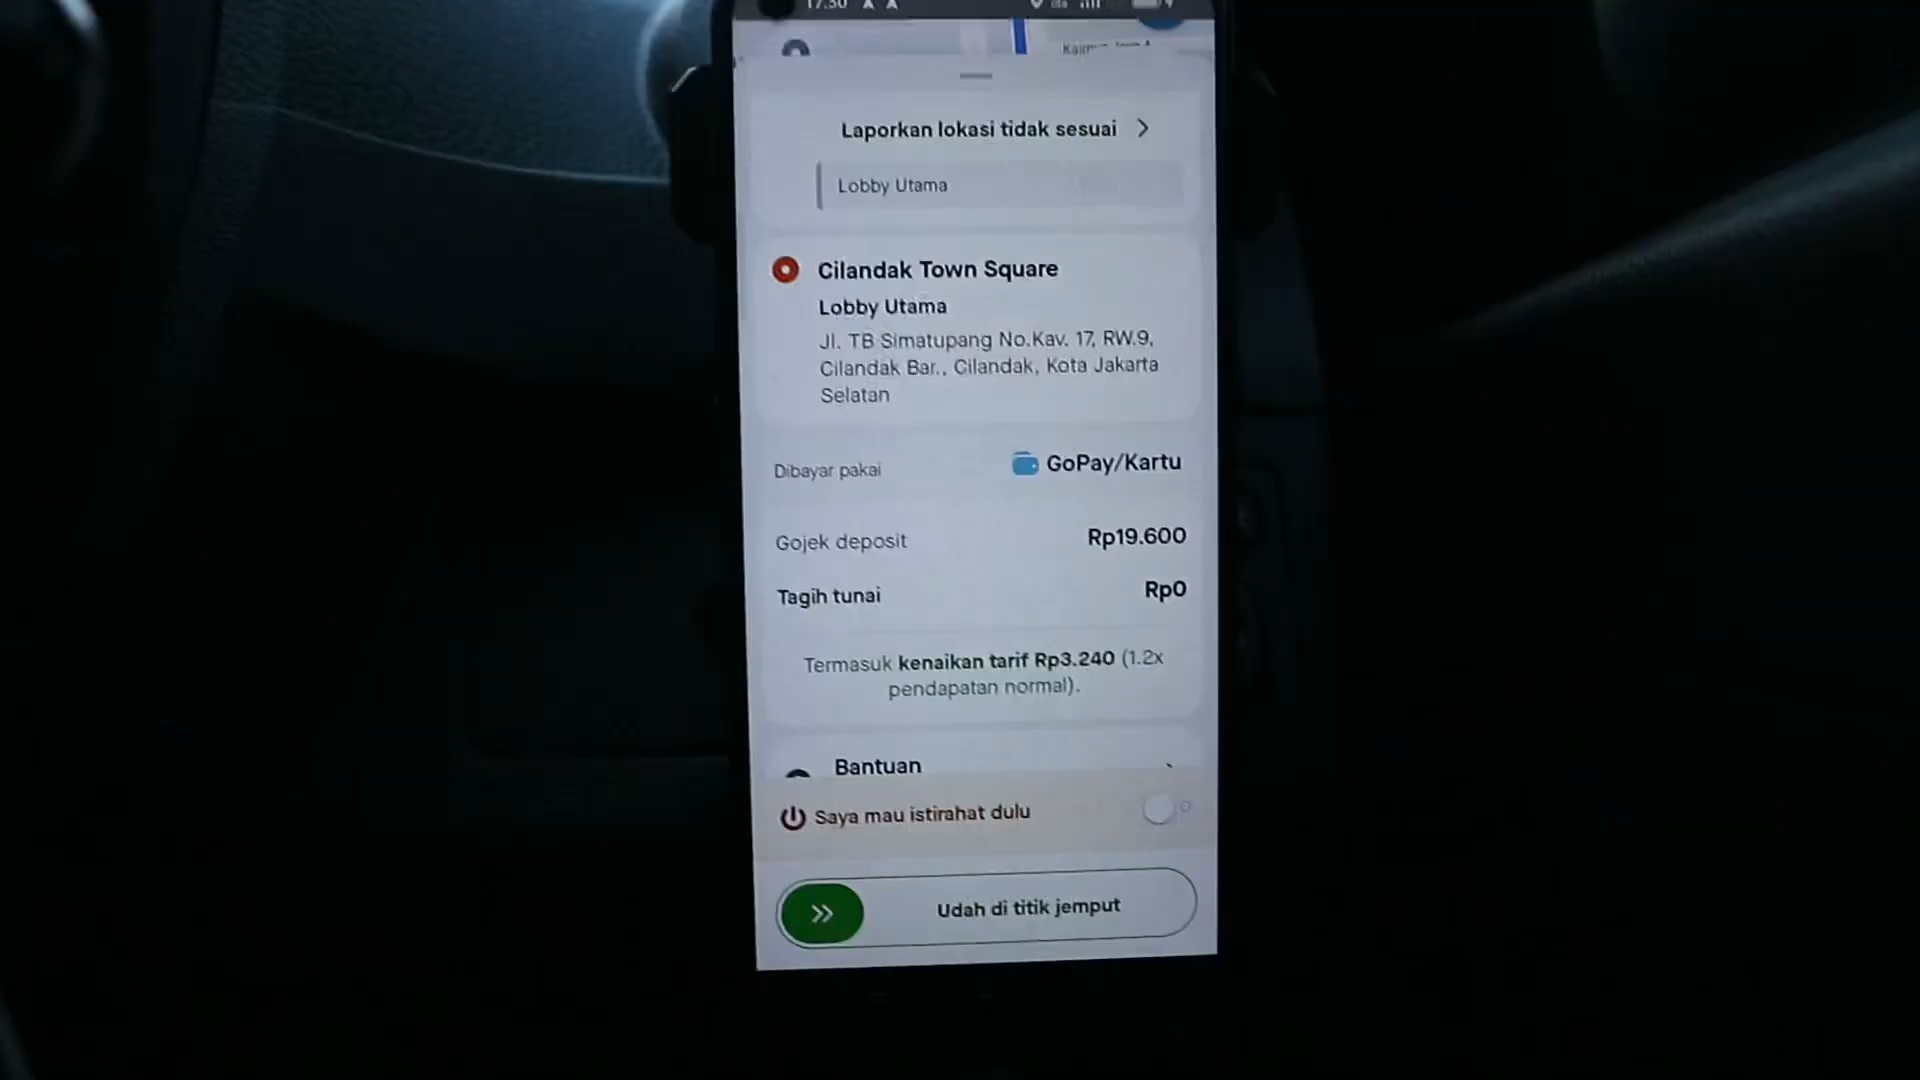 17.30
Laporkan lokasi tidak sesuai
Lobby Utama
Cilandak Town Square
Lobby Utama
Jl. TB Simatupang No.Kav. 17, RW.9,
Cilandak Bar., Cilandak, Kota Jakarta
Selatan
Dibayar pakai GoPay/Kartu
Gojek deposit Rp19.600
Tagih tunai Rp0
Termasuk kenaikan tarif Rp3.240 (1.2x
pendapatan normal).
Bantuan
Saya mau istirahat dulu
Udah di titik jemput